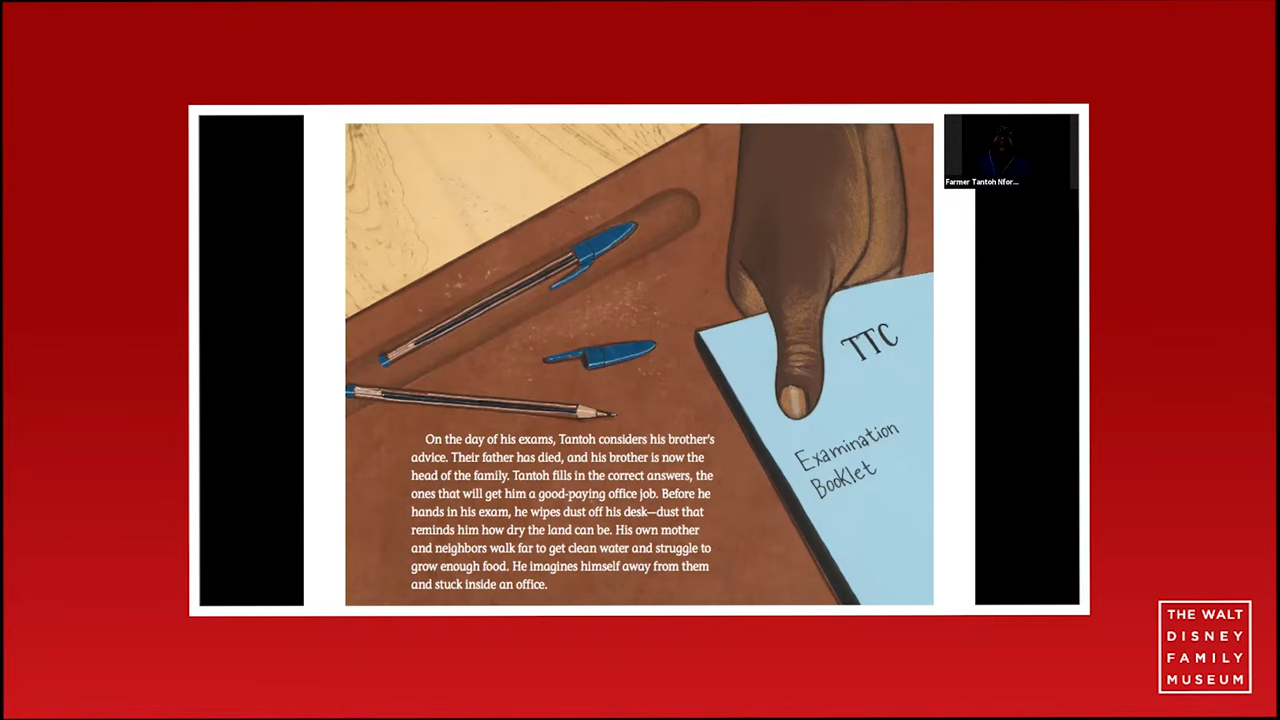 Farmer Tantoh Nfor...
TTC
Examination
Booklet
On the day of his exams, Tantoh considers his brother's
advice. Their father has died, and his brother is now the
head of the family. Tantoh fills in the correct answers, the
ones that will get him a good-paying office job. Before he
hands in his exam, he wipes dust off his desk—dust that
reminds him how dry the land can be. His own mother
and neighbors walk far to get clean water and struggle to
grow enough food. He imagines himself away from them
and stuck inside an office.
THE WALT
DISNEY
FAMILY
MUSEUM